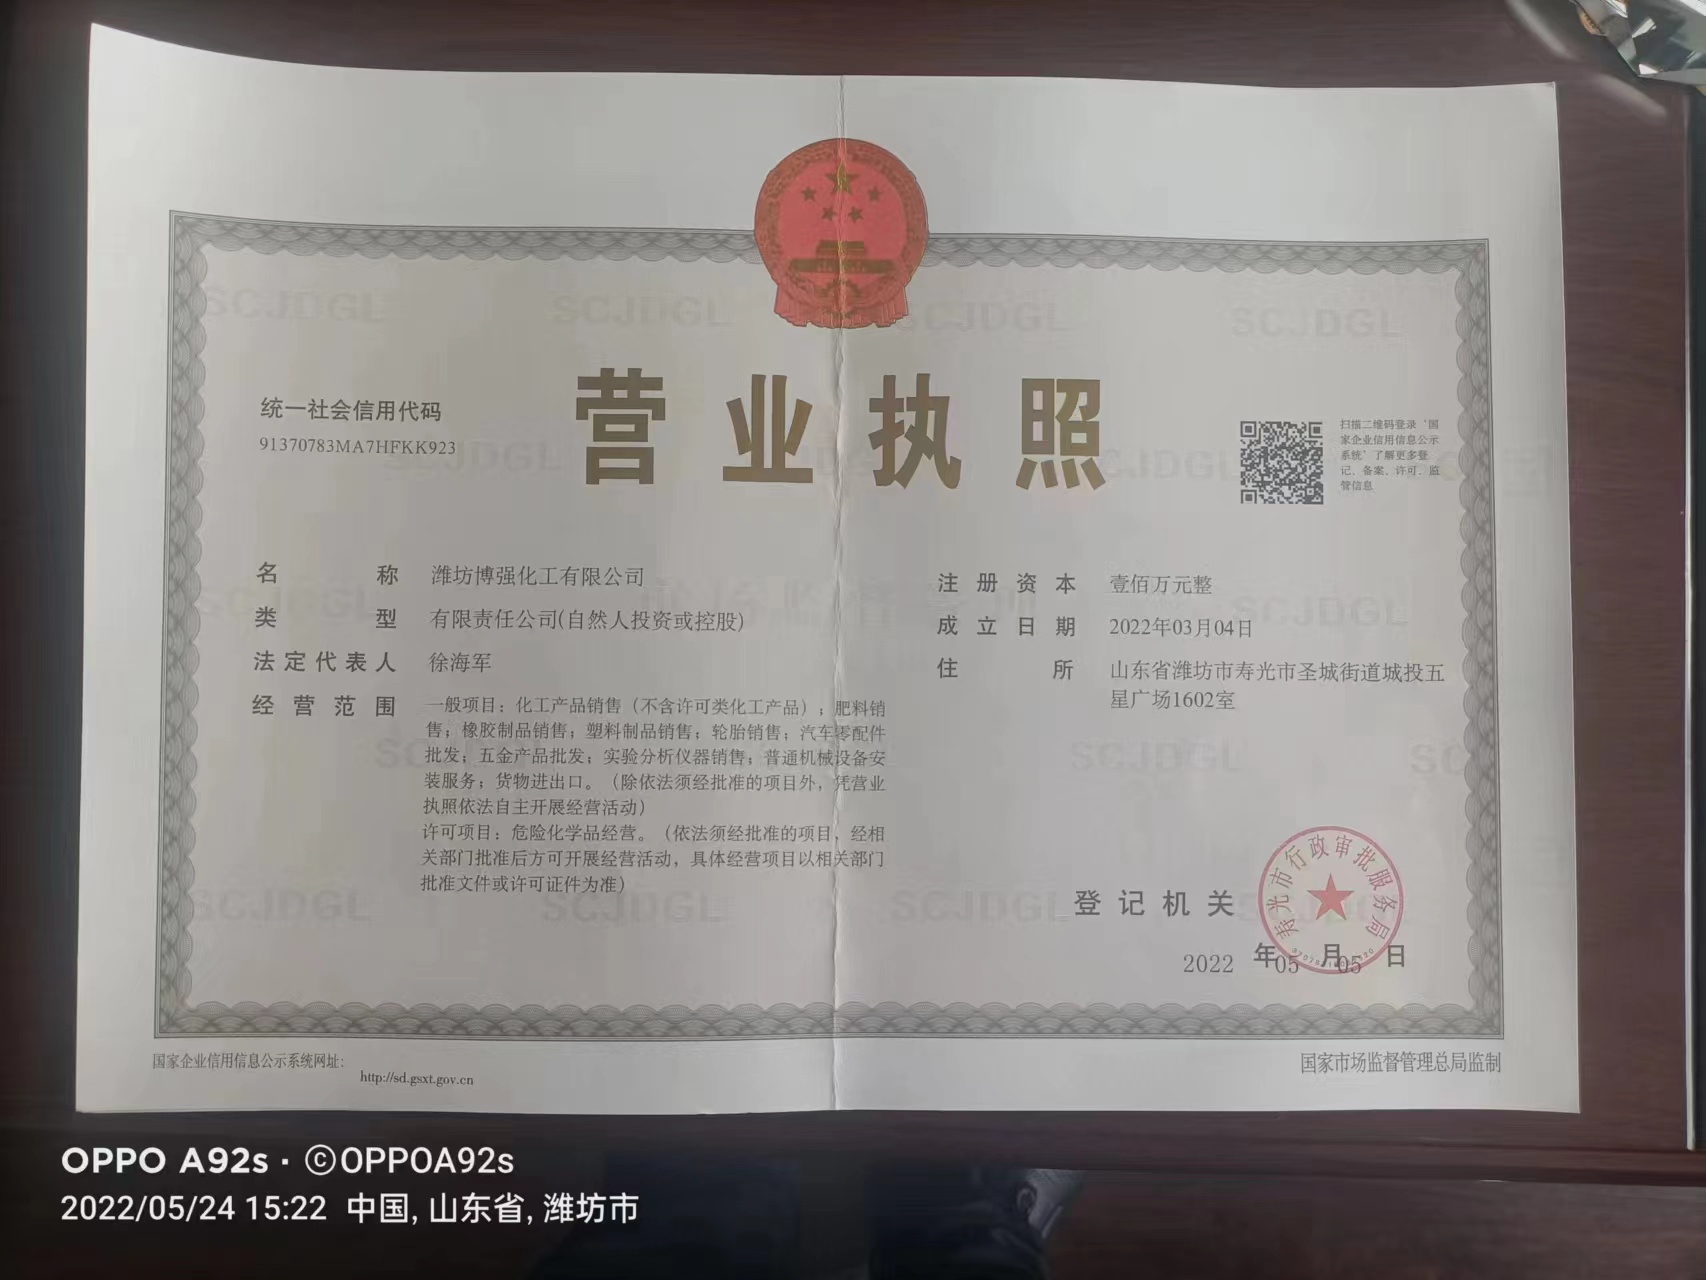 营业执照
统一社会信用代码
91370783MA7HFKK923
扫描二维码登录‘国
家企业信用信息公示
系统’了解更多登
记、备案、许可、监
管信息
名称 潍坊博强化工有限公司
类型 有限责任公司(自然人投资或控股)
法定代表人 徐海军
经营范围 一般项目：化工产品销售（不含许可类化工产品）；肥料销
售；橡胶制品销售；塑料制品销售；轮胎销售；汽车零配件
批发；五金产品批发；实验分析仪器销售；普通机械设备安
装服务；货物进出口。（除依法须经批准的项目外，凭营业
执照依法自主开展经营活动）
许可项目：危险化学品经营。（依法须经批准的项目，经相
关部门批准后方可开展经营活动，具体经营项目以相关部门
批准文件或许可证件为准）
注册资本 壹佰万元整
成立日期 2022年03月04日
住所 山东省潍坊市寿光市圣城街道城投五
星广场1602室
登记机关
寿光市行政审批服务局
2022年05月05日
国家企业信用信息公示系统网址：
http://sd.gsxt.gov.cn
国家市场监督管理总局监制
OPPO A92s · ©OPPOA92s
2022/05/24 15:22 中国, 山东省, 潍坊市